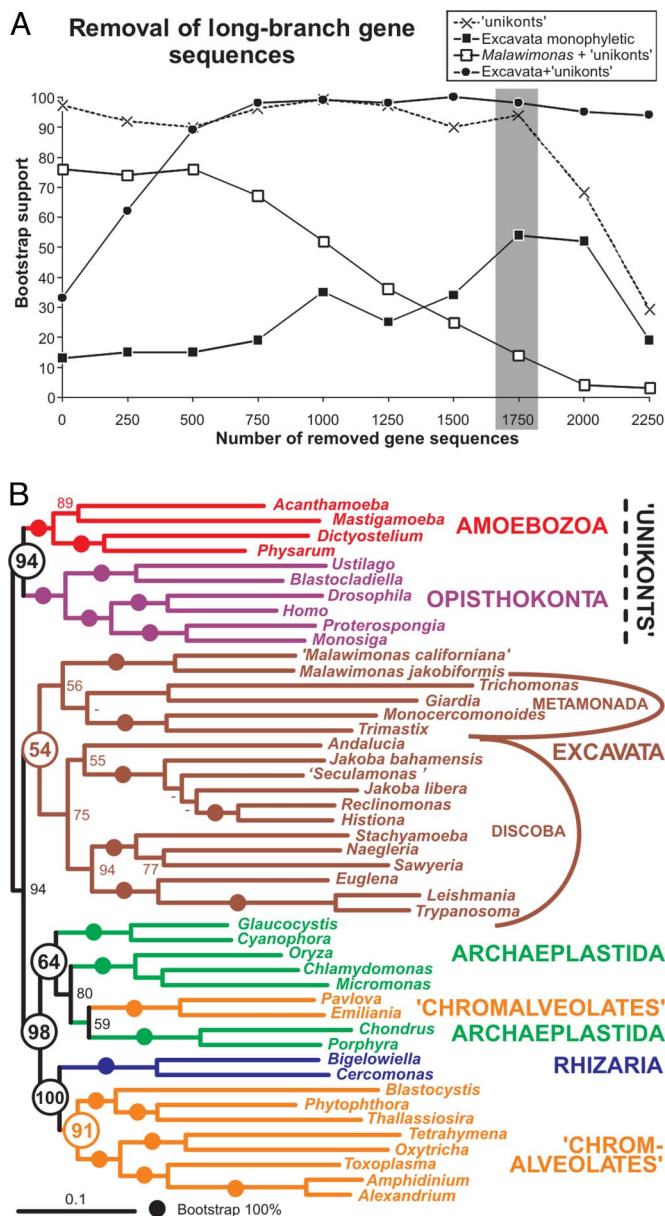 A
Removal of long-branch gene
sequences
'unikonts'
Excavata monophyletic
Malawimonas + 'unikonts'
Excavata+'unikonts'
Bootstrap support
100
90
80
70
60
50
40
30
20
10
0
0 250 500 750 1000 1250 1500 1750 2000 2250
Number of removed gene sequences
B
89
Acanthamoeba
Mastigamoeba
Dictyostelium
Physarum
AMOEBOZOA
94
'UNIKONTS'
Ustilago
Blastocladiella
Drosophila
Homo
Proterospongia
Monosiga
OPISTHOKONTA
'Malawimonas californiana'
Malawimonas jakobiformis
56
Trichomonas
Giardia
-
Monocercomonoides
Trimastix
METAMONADA
54
EXCAVATA
Andalucia
55
Jakoba bahamensis
'Seculamonas '
-
Jakoba libera
-
Reclinomonas
Histiona
75
DISCOBA
Stachyamoeba
Naegleria
94
77
Sawyeria
Euglena
Leishmania
Trypanosoma
94
Glaucocystis
Cyanophora
64
Oryza
Chlamydomonas
Micromonas
ARCHAEPLASTIDA
80
Pavlova
Emiliania
'CHROMALVEOLATES'
59
Chondrus
Porphyra
ARCHAEPLASTIDA
98
Bigelowiella
Cercomonas
RHIZARIA
100
Blastocystis
Phytophthora
Thallassiosira
91
Tetrahymena
Oxytricha
Toxoplasma
Amphidinium
Alexandrium
'CHROM-
ALVEOLATES'
0.1
Bootstrap 100%